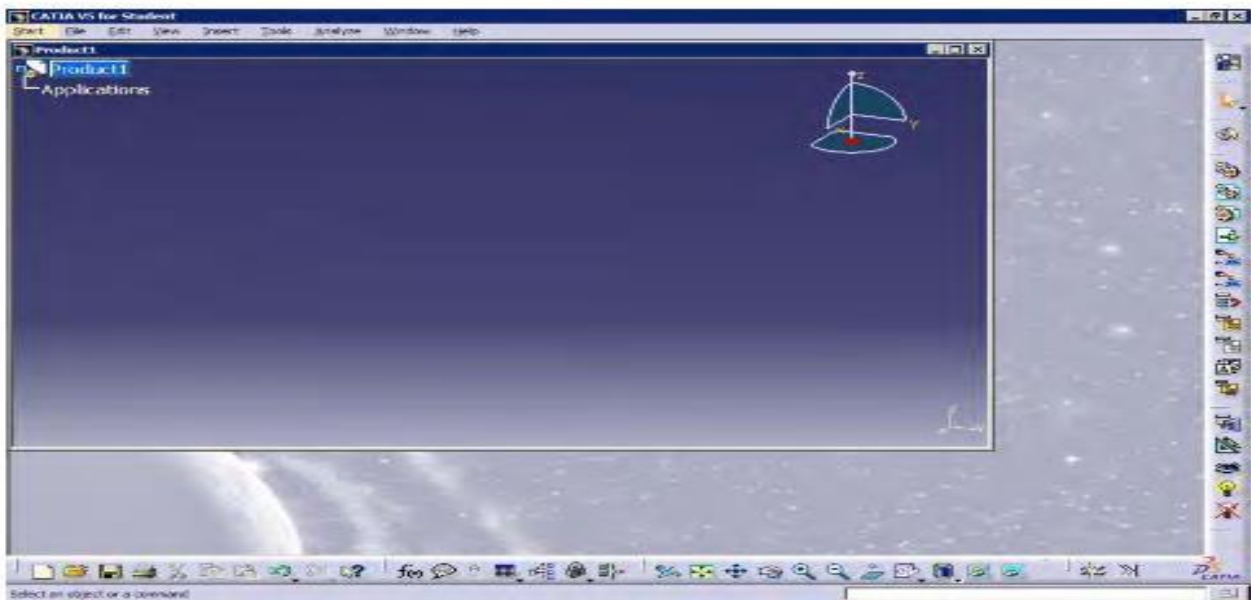 CATIA V5 for Student
Start File Edit View Insert Tools Analyze Window Help
Product1
Product1
Applications
z
Y
f(x)
CATIA
Select an object or a command